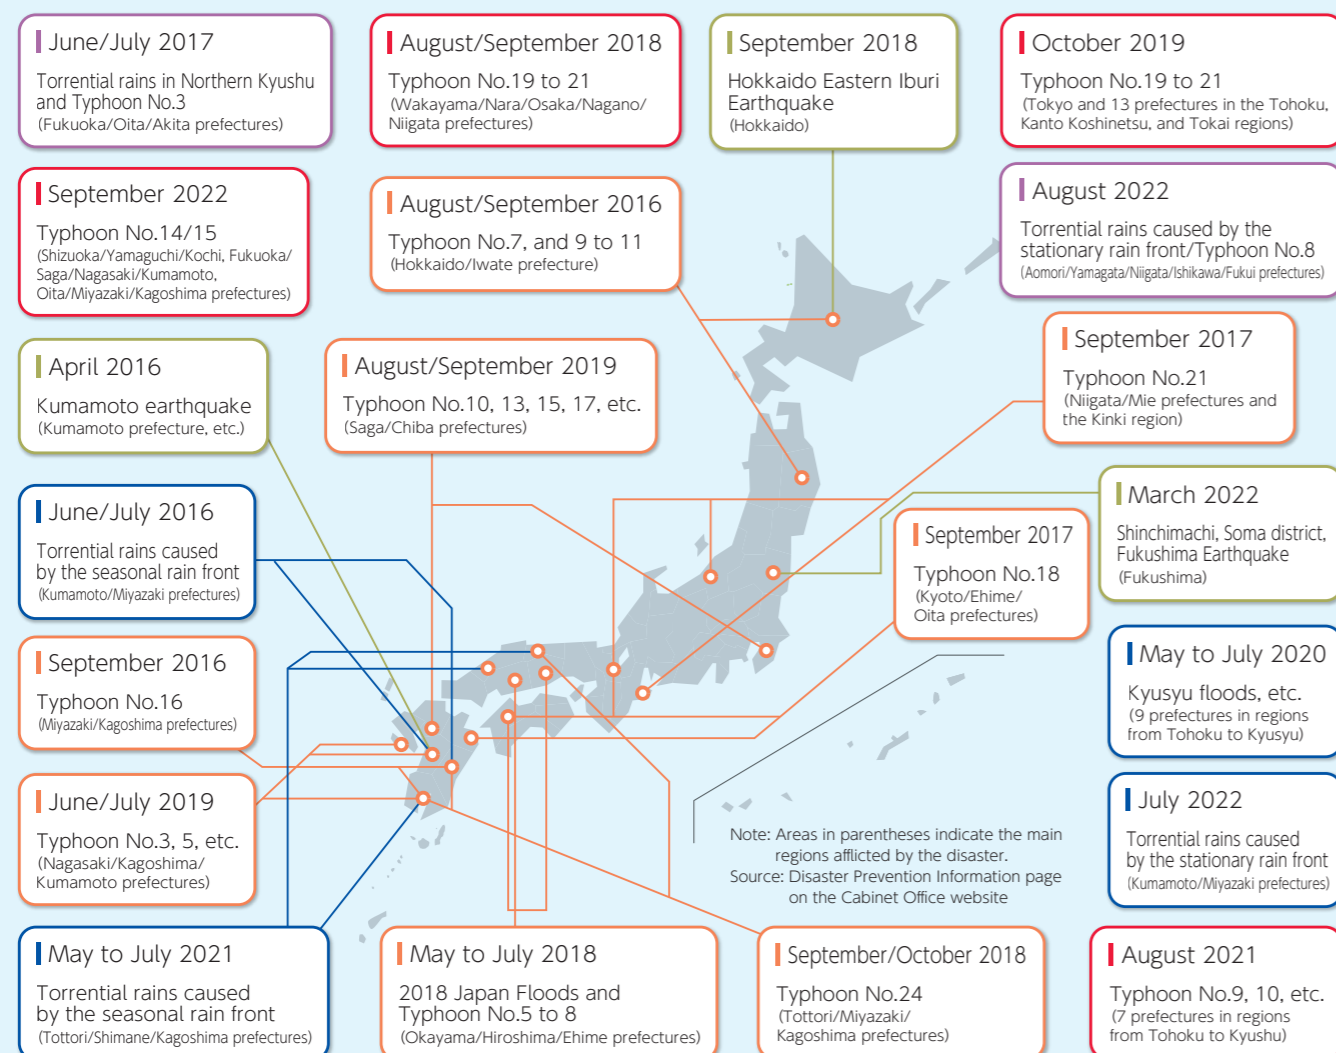 June/July 2017
Torrential rains in Northern Kyushu
and Typhoon No.3
(Fukuoka/Oita/Akita prefectures)
August/September 2018
Typhoon No.19 to 21
(Wakayama/Nara/Osaka/Nagano/
Niigata prefectures)
September 2018
Hokkaido Eastern Iburi
Earthquake
(Hokkaido)
October 2019
Typhoon No.19 to 21
(Tokyo and 13 prefectures in the Tohoku,
Kanto Koshinetsu, and Tokai regions)
September 2022
Typhoon No.14/15
(Shizuoka/Yamaguchi/Kochi, Fukuoka/
Saga/Nagasaki/Kumamoto,
Oita/Miyazaki/Kagoshima prefectures)
August/September 2016
Typhoon No.7, and 9 to 11
(Hokkaido/Iwate prefecture)
August 2022
Torrential rains caused by the
stationary rain front/Typhoon No.8
(Aomori/Yamagata/Niigata/Ishikawa/Fukui prefectures)
April 2016
Kumamoto earthquake
(Kumamoto prefecture, etc.)
August/September 2019
Typhoon No.10, 13, 15, 17, etc.
(Saga/Chiba prefectures)
September 2017
Typhoon No.21
(Niigata/Mie prefectures and
the Kinki region)
June/July 2016
Torrential rains caused
by the seasonal rain front
(Kumamoto/Miyazaki prefectures)
September 2017
Typhoon No.18
(Kyoto/Ehime/
Oita prefectures)
March 2022
Shinchimachi, Soma district,
Fukushima Earthquake
(Fukushima)
September 2016
Typhoon No.16
(Miyazaki/Kagoshima prefectures)
May to July 2020
Kyusyu floods, etc.
(9 prefectures in regions
from Tohoku to Kyusyu)
June/July 2019
Typhoon No.3, 5, etc.
(Nagasaki/Kagoshima/
Kumamoto prefectures)
July 2022
Torrential rains caused
by the stationary rain front
(Kumamoto/Miyazaki prefectures)
Note: Areas in parentheses indicate the main
regions afflicted by the disaster.
Source: Disaster Prevention Information page
on the Cabinet Office website
May to July 2021
Torrential rains caused
by the seasonal rain front
(Tottori/Shimane/Kagoshima prefectures)
May to July 2018
2018 Japan Floods and
Typhoon No.5 to 8
(Okayama/Hiroshima/Ehime prefectures)
September/October 2018
Typhoon No.24
(Tottori/Miyazaki/
Kagoshima prefectures)
August 2021
Typhoon No.9, 10, etc.
(7 prefectures in regions
from Tohoku to Kyushu)